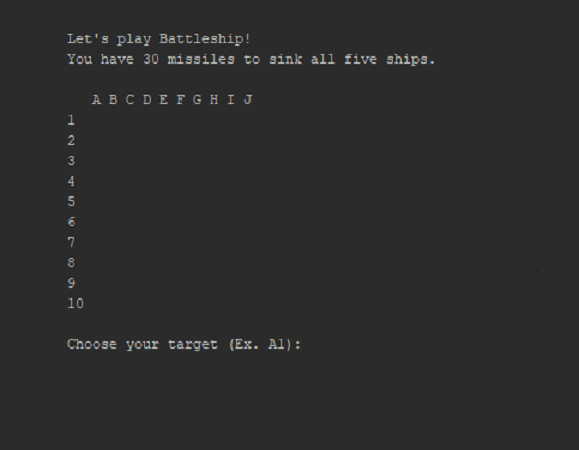 Let's play Battleship!
You have 30 missiles to sink all five ships.
A B C D E F G H I J
1
2
3
4
5
6
7
8
9
10
Choose your target (Ex. A1):